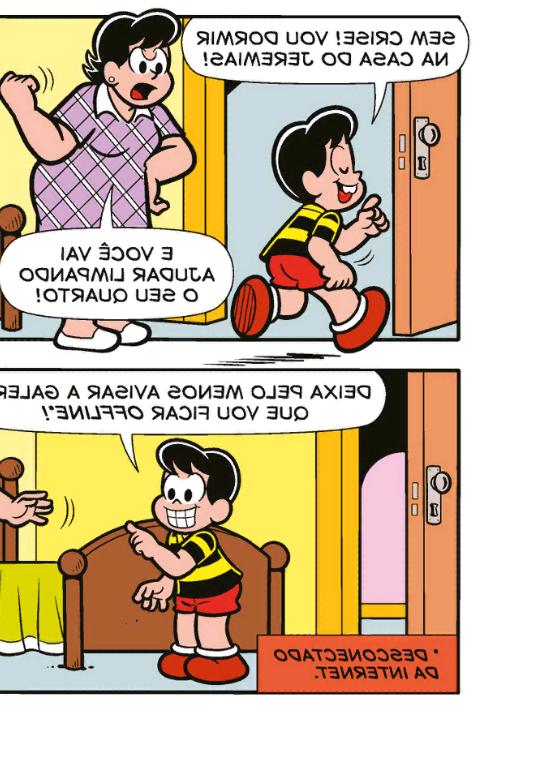 SEM CRISE! VOU DORMIR
NA CASA DO JEREMIAS!
E VOCÊ VAI
AJUDAR LIMPANDO
O SEU QUARTO!
DEIXA PELO MENOS AVISAR A GALER
QUE VOU FICAR OFFLINE*!
* DESCONECTADO
DA INTERNET.